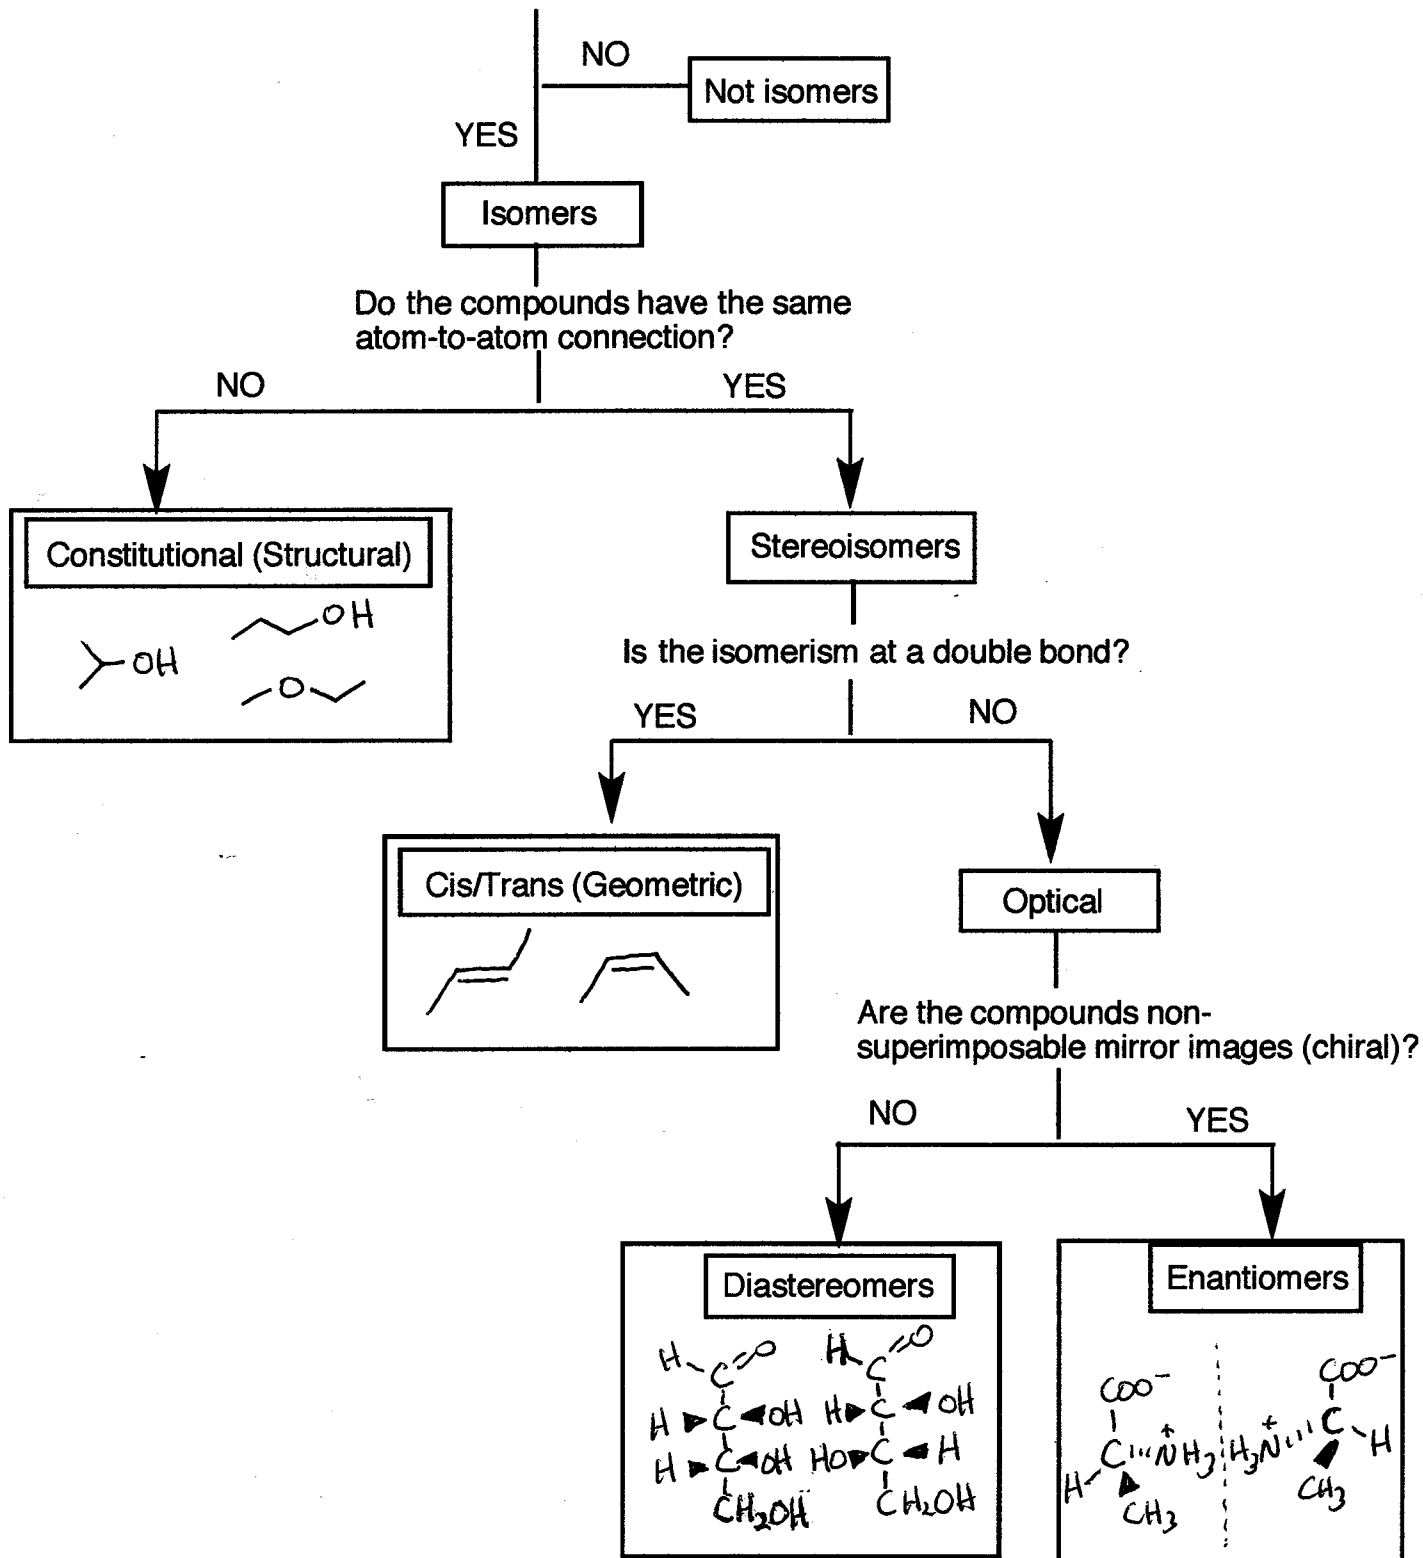 NO
Not isomers
YES
Isomers
Do the compounds have the same
atom-to-atom connection?
NO
YES
Constitutional (Structural)
OH
OH
O
Stereoisomers
Is the isomerism at a double bond?
YES
NO
Cis/Trans (Geometric)
Optical
Are the compounds non-
superimposable mirror images (chiral)?
NO
YES
Diastereomers
H C O
H C OH
H C OH
CH₂OH
H C O
H C OH
HO C H
CH₂OH
Enantiomers
COO⁻
C N⁺H₃
H
CH₃
COO⁻
H₃N⁺ C H
CH₃